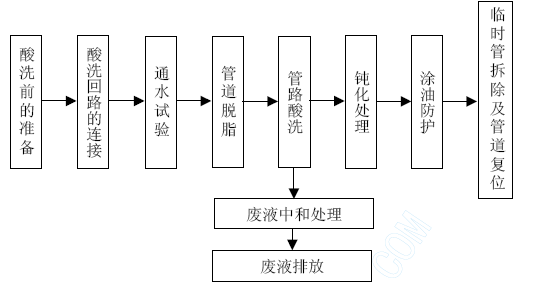 酸洗前的准备
酸洗回路的连接
通水试验
管道脱脂
管路酸洗
钝化处理
涂油防护
临时管拆除及管道复位
废液中和处理
废液排放
COM